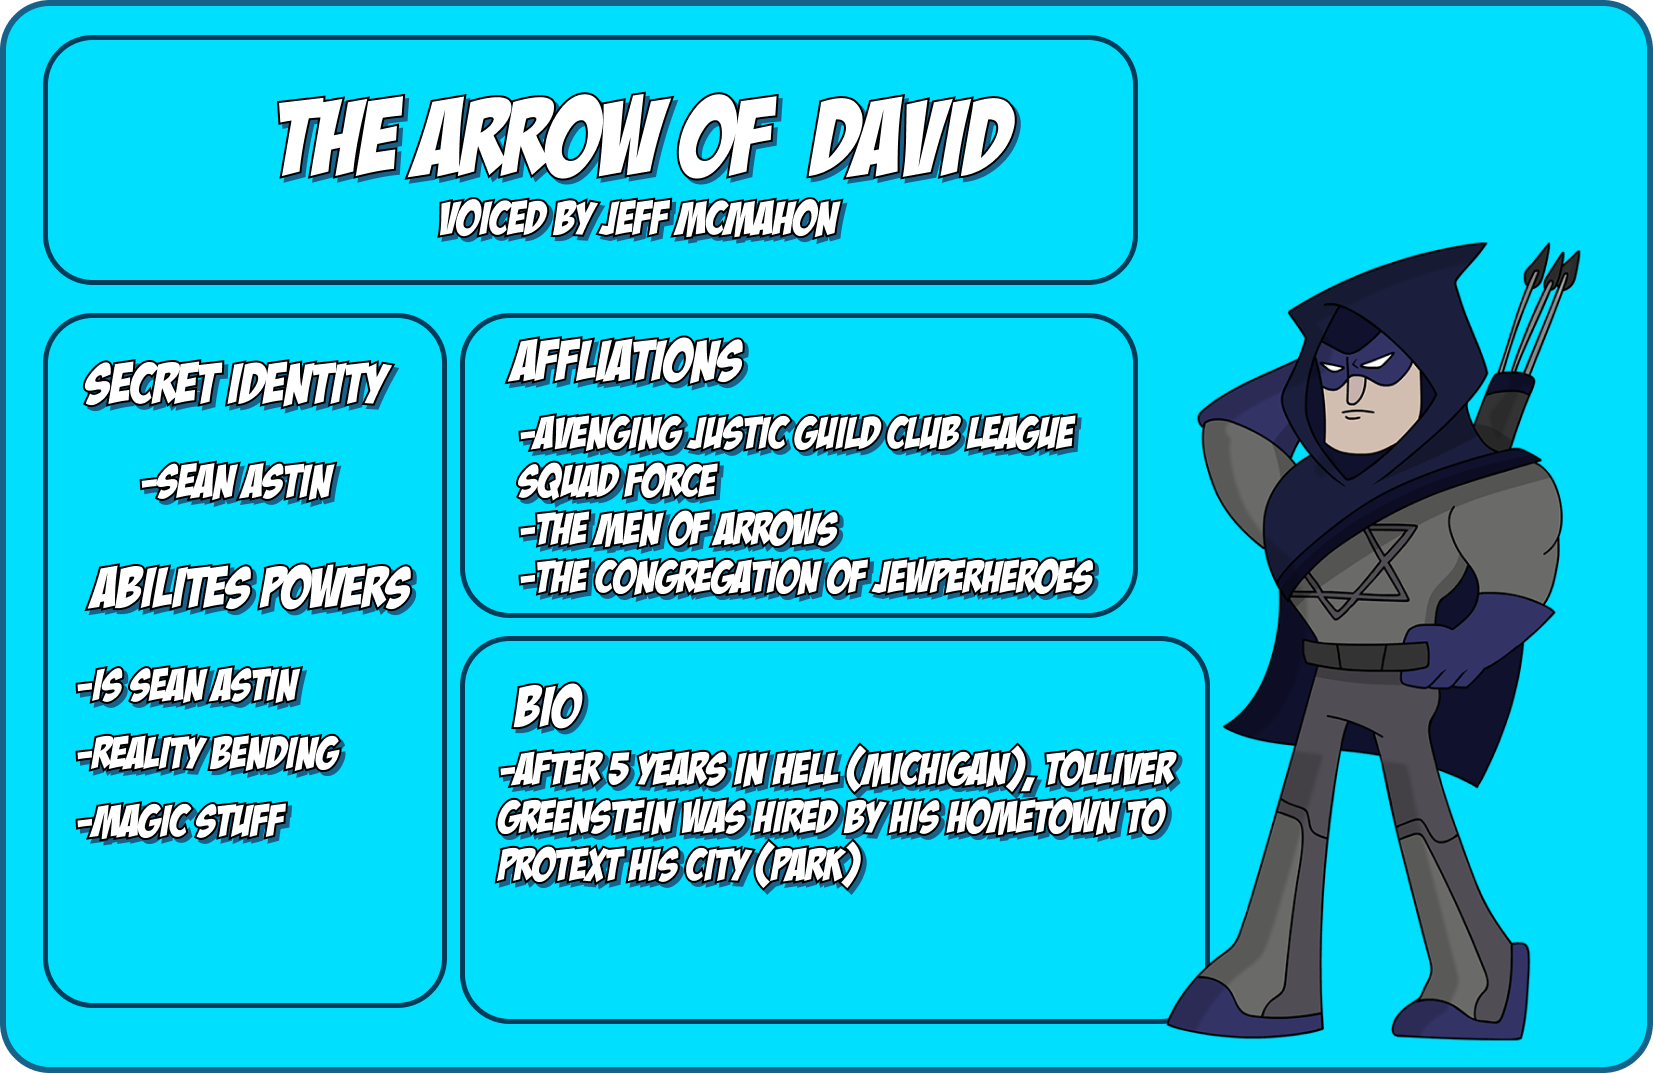 THE ARROW OF DAVID
VOICED BY JEFF MCMAHON
SECRET IDENTITY
-SEAN ASTIN
ABILITES POWERS
-IS SEAN ASTIN
-REALITY BENDING
-MAGIC STUFF
AFFLIATIONS
-AVENGING JUSTIC GUILD CLUB LEAGUE
SQUAD FORCE
-THE MEN OF ARROWS
-THE CONGREGATION OF JEWPERHEROES
BIO
-AFTER 5 YEARS IN HELL (MICHIGAN), TOLLIVER
GREENSTEIN WAS HIRED BY HIS HOMETOWN TO
PROTEXT HIS CITY (PARK)